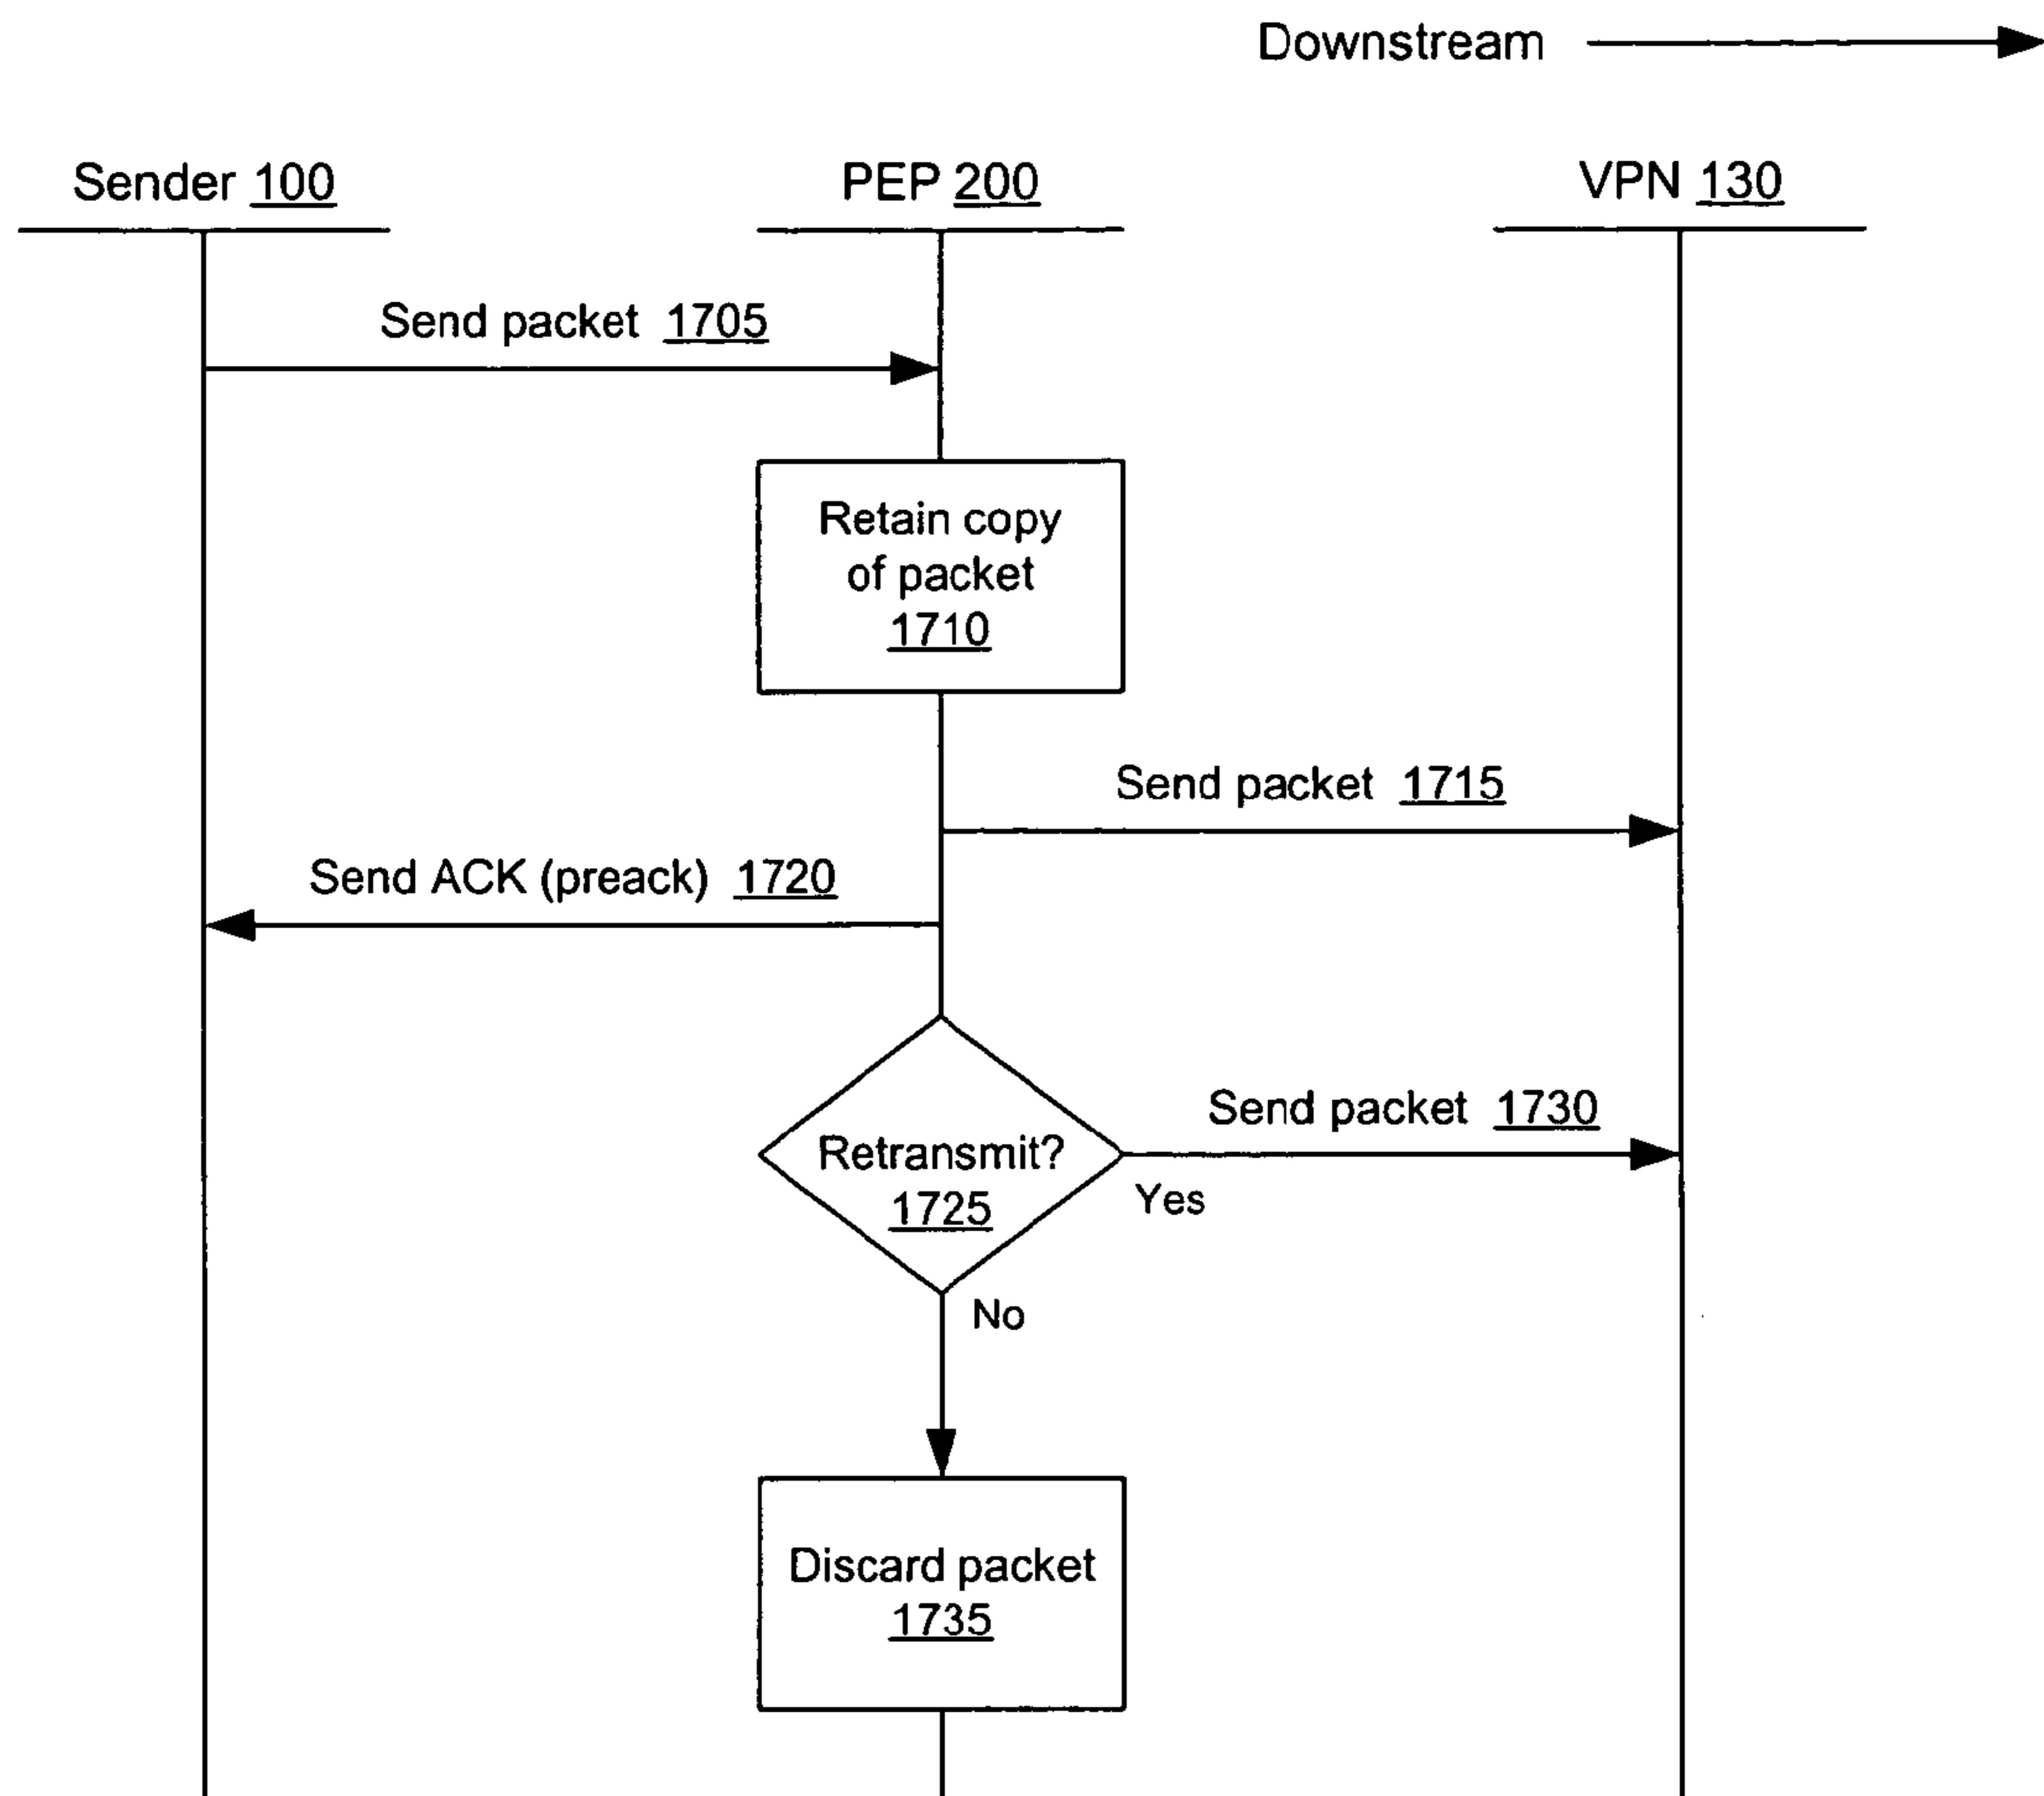 Downstream
Sender 100
PEP 200
VPN 130
Send packet 1705
Retain copy
of packet
1710
Send packet 1715
Send ACK (preack) 1720
Send packet 1730
Retransmit?
1725
Yes
No
Discard packet
1735